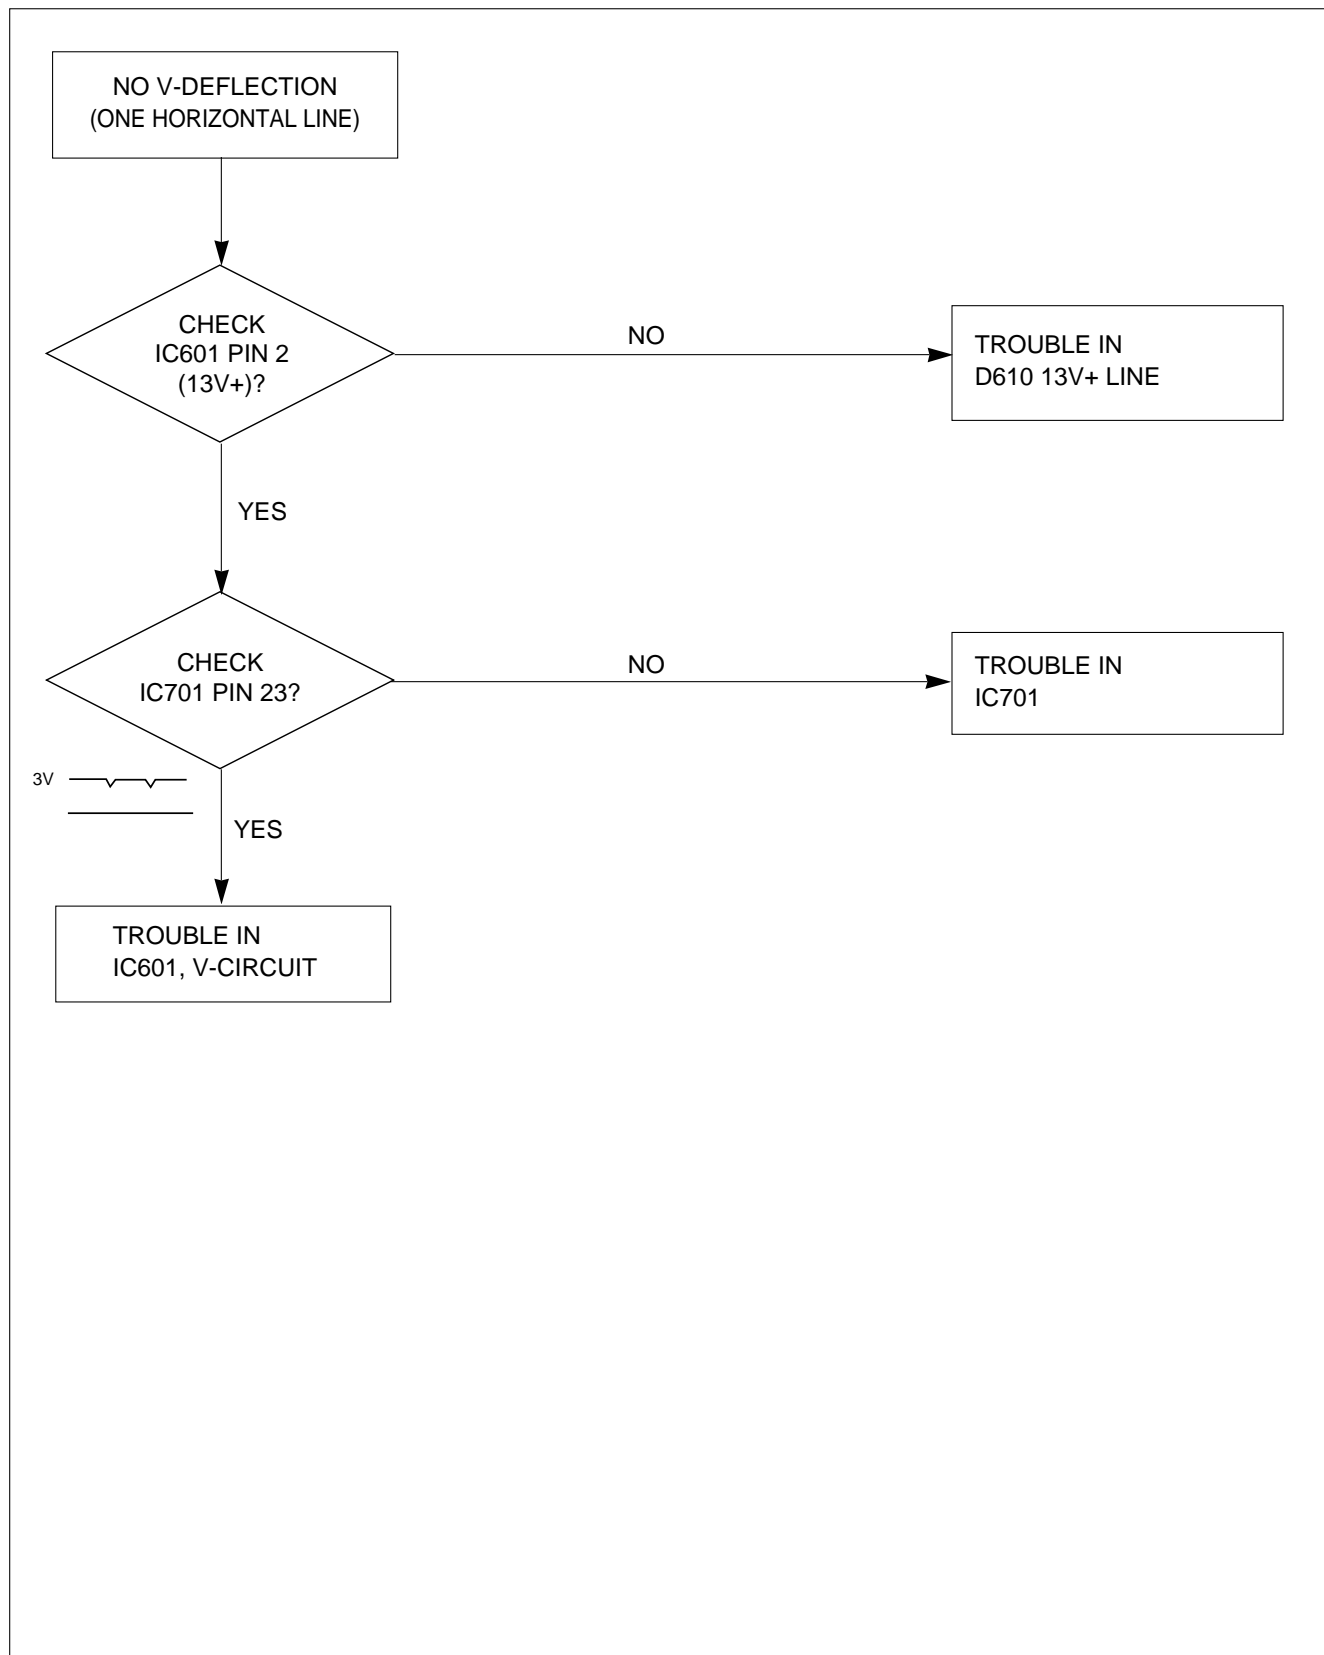 NO V-DEFLECTION
(ONE HORIZONTAL LINE)
CHECK
IC601 PIN 2
(13V+)?
NO
TROUBLE IN
D610 13V+ LINE
YES
CHECK
IC701 PIN 23?
NO
TROUBLE IN
IC701
3V
YES
TROUBLE IN
IC601, V-CIRCUIT